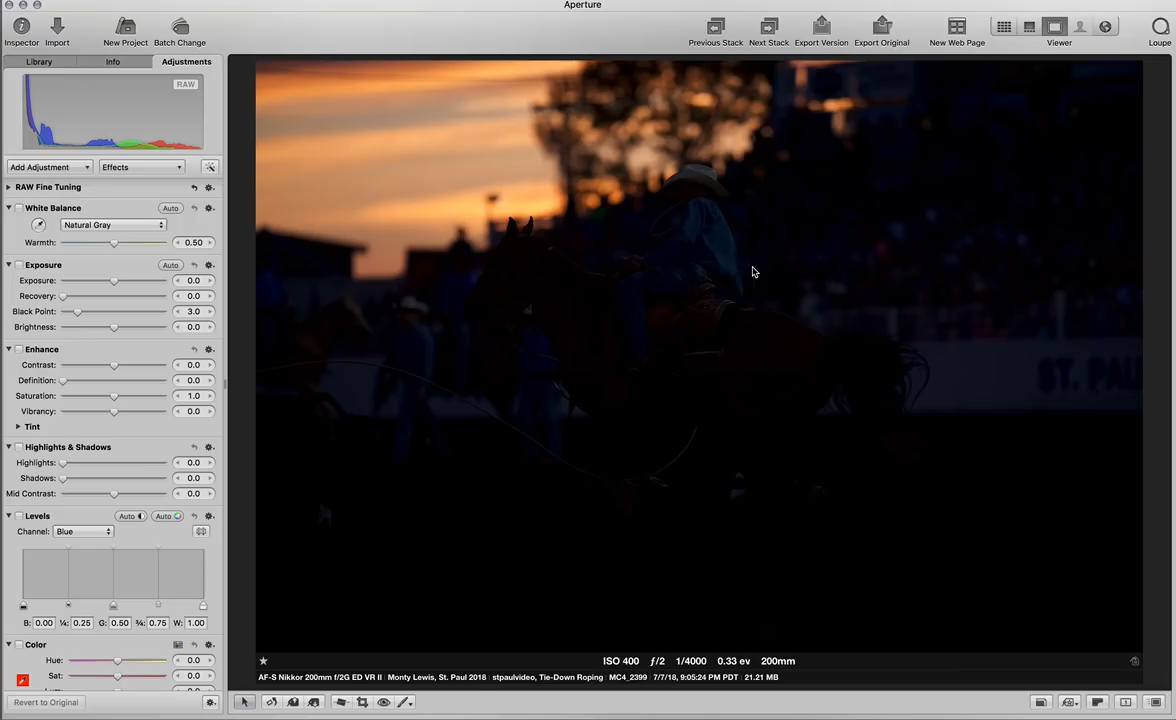 Aperture
Inspector Import New Project Batch Change Previous Stack Next Stack Export Version Export Original New Web Page Viewer Loupe
Library Info Adjustments
RAW
Add Adjustment Effects
RAW Fine Tuning
White Balance Auto
Natural Gray
Warmth: 0.50
Exposure Auto
Exposure: 0.0
Recovery: 0.0
Black Point: 3.0
Brightness: 0.0
Enhance
Contrast: 0.0
Definition: 0.0
Saturation: 1.0
Vibrancy: 0.0
Tint
Highlights & Shadows
Highlights: 0.0
Shadows: 0.0
Mid Contrast: 0.0
Levels Auto Auto
Channel: Blue
B: 0.00 ¼: 0.25 G: 0.50 ¾: 0.75 W: 1.00
Color
Hue: 0.0
Sat: 0.0
Revert to Original
ST. PAUL
ISO 400 ƒ/2 1/4000 0.33 ev 200mm
AF-S Nikkor 200mm f/2G ED VR II Monty Lewis, St. Paul 2018 stpaulvideo, Tie-Down Roping MC4_2399 7/7/18, 9:05:24 PM PDT 21.21 MB